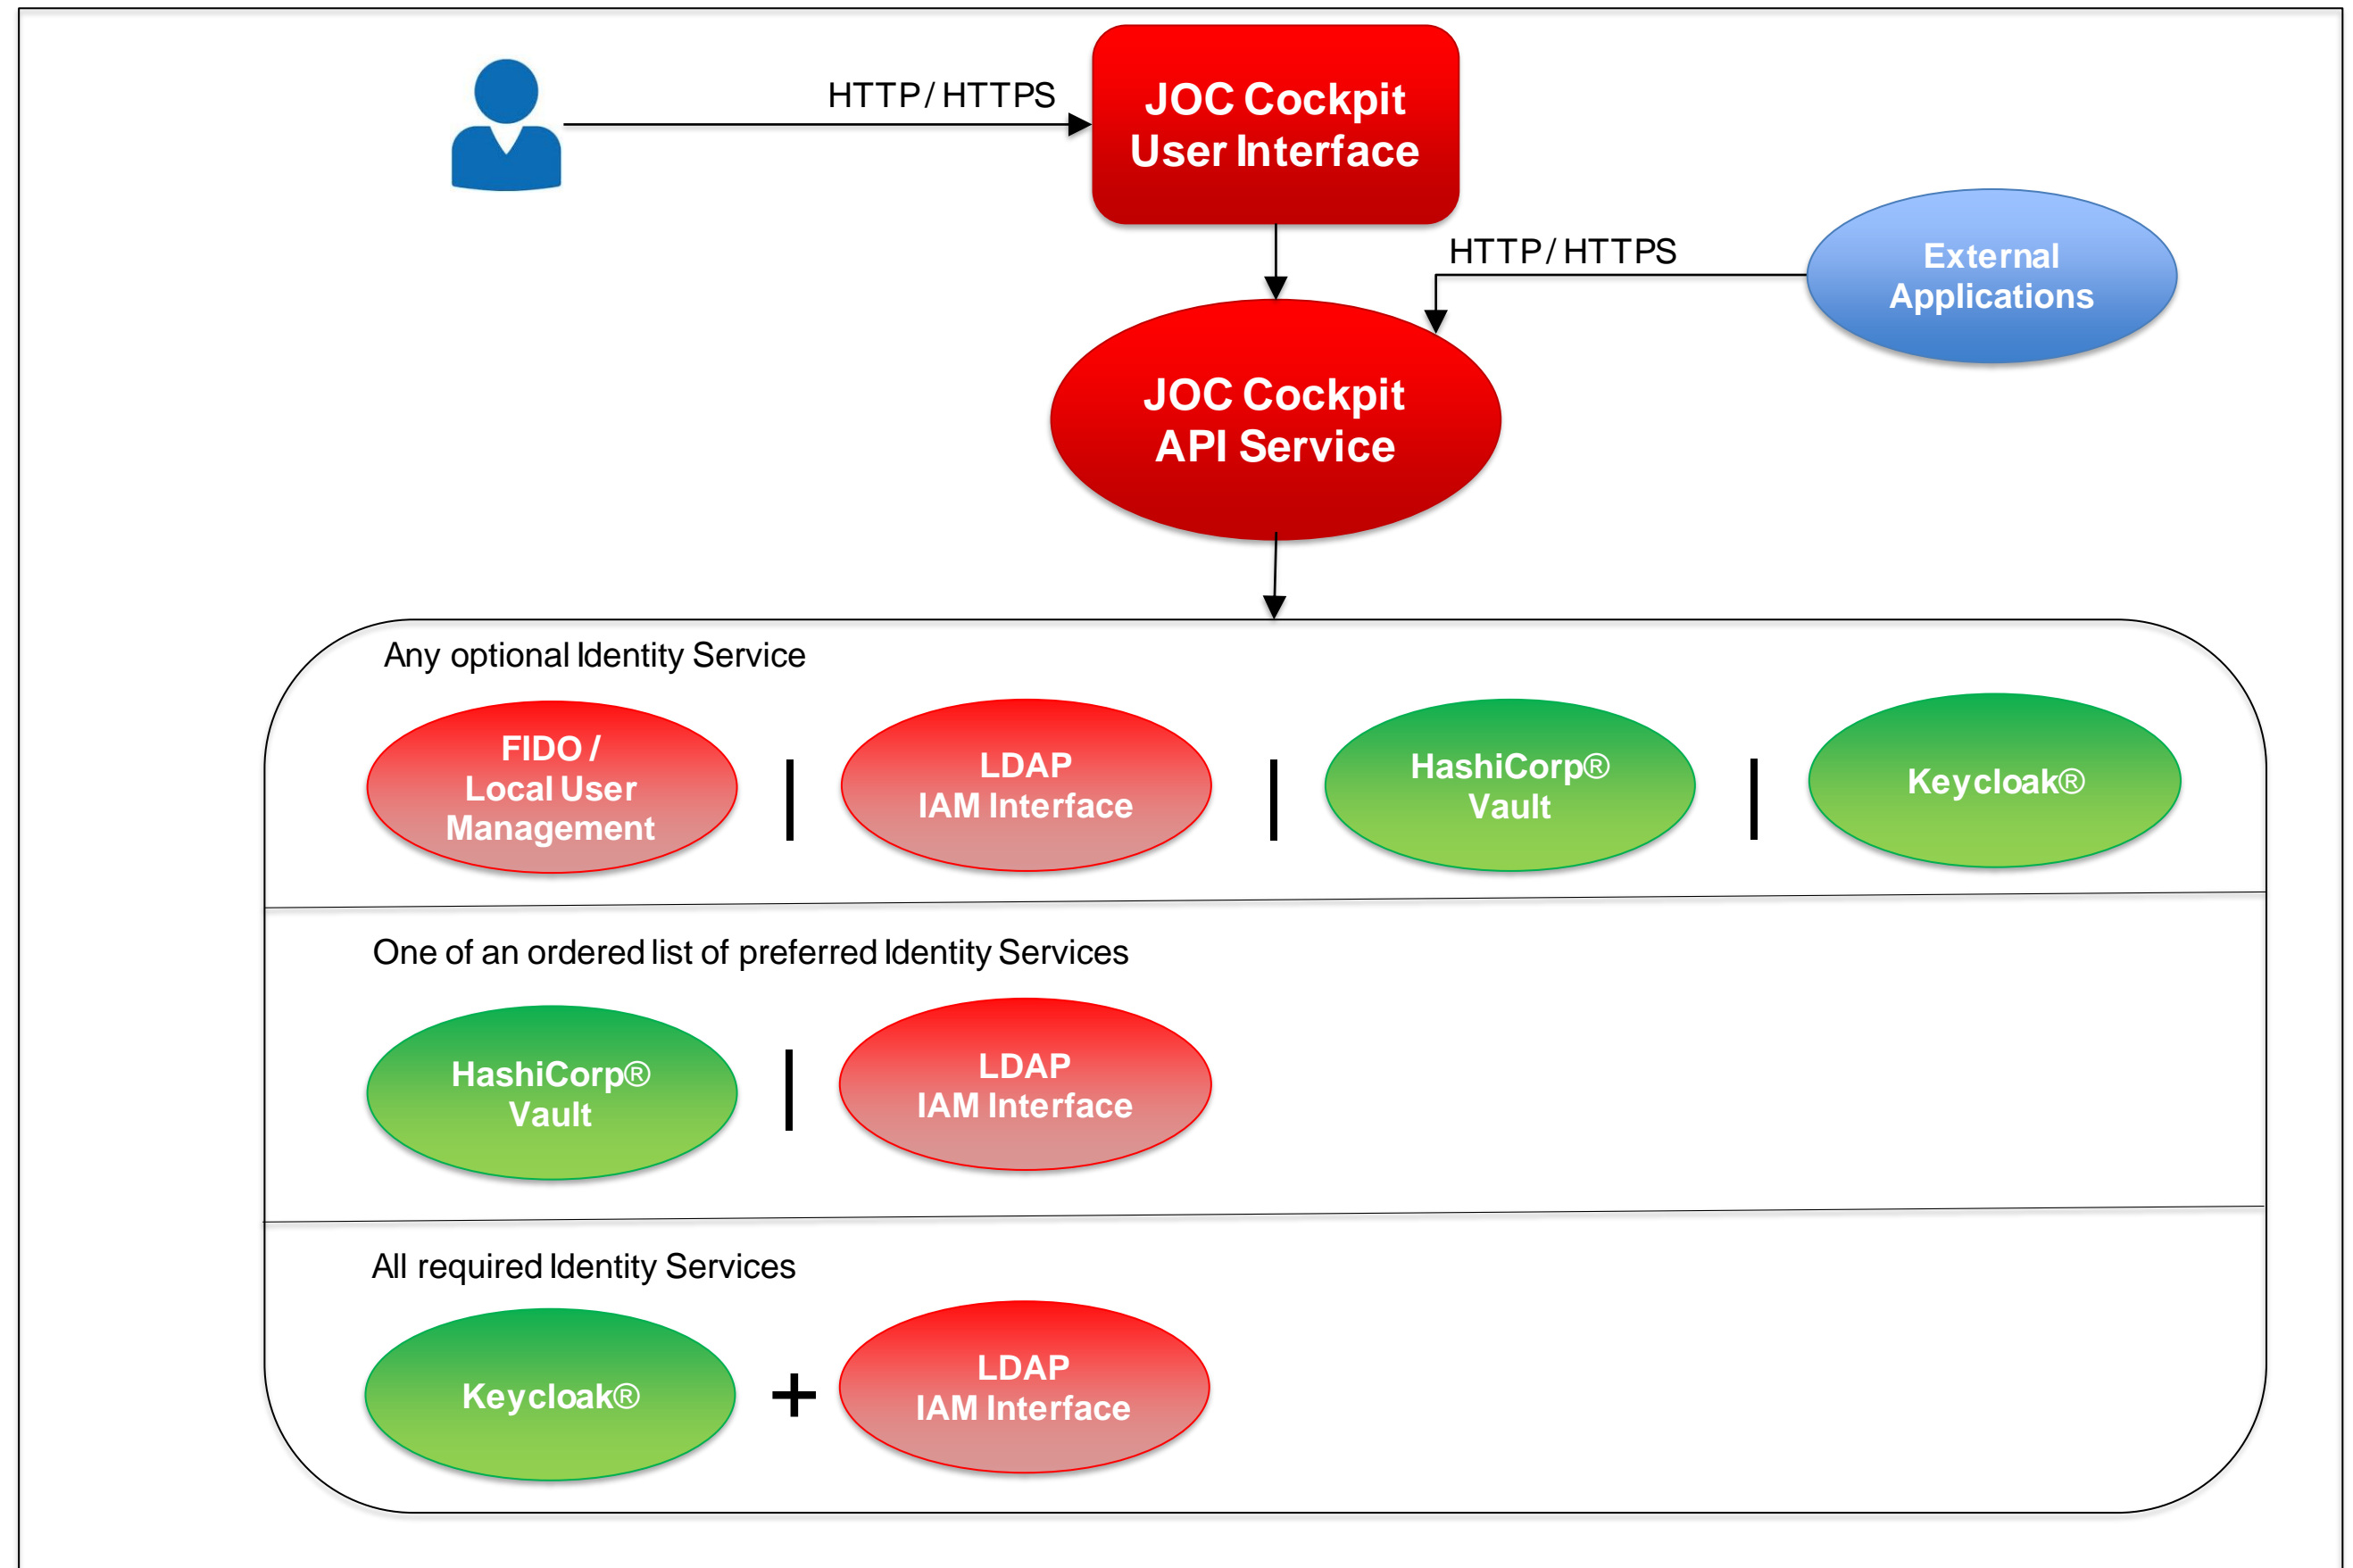 HTTP / HTTPS
JOC Cockpit
User Interface
HTTP / HTTPS
External
Applications
JOC Cockpit
API Service
Any optional Identity Service
FIDO /
Local User
Management
|
LDAP
IAM Interface
|
HashiCorp®
Vault
|
Keycloak®
One of an ordered list of preferred Identity Services
HashiCorp®
Vault
|
LDAP
IAM Interface
All required Identity Services
Keycloak®
+
LDAP
IAM Interface